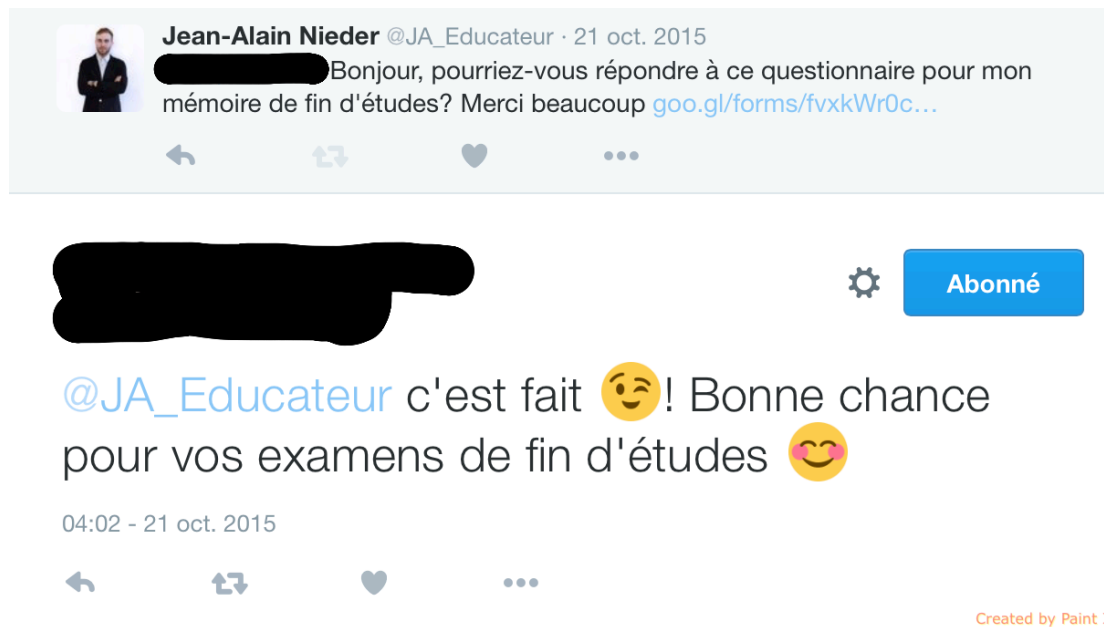 Jean-Alain Nieder @JA_Educateur · 21 oct. 2015
Bonjour, pourriez-vous répondre à ce questionnaire pour mon
mémoire de fin d'études? Merci beaucoup goo.gl/forms/fvxkWr0c…
Abonné
@JA_Educateur c'est fait 😉! Bonne chance
pour vos examens de fin d'études 😊
04:02 - 21 oct. 2015
Created by Paint